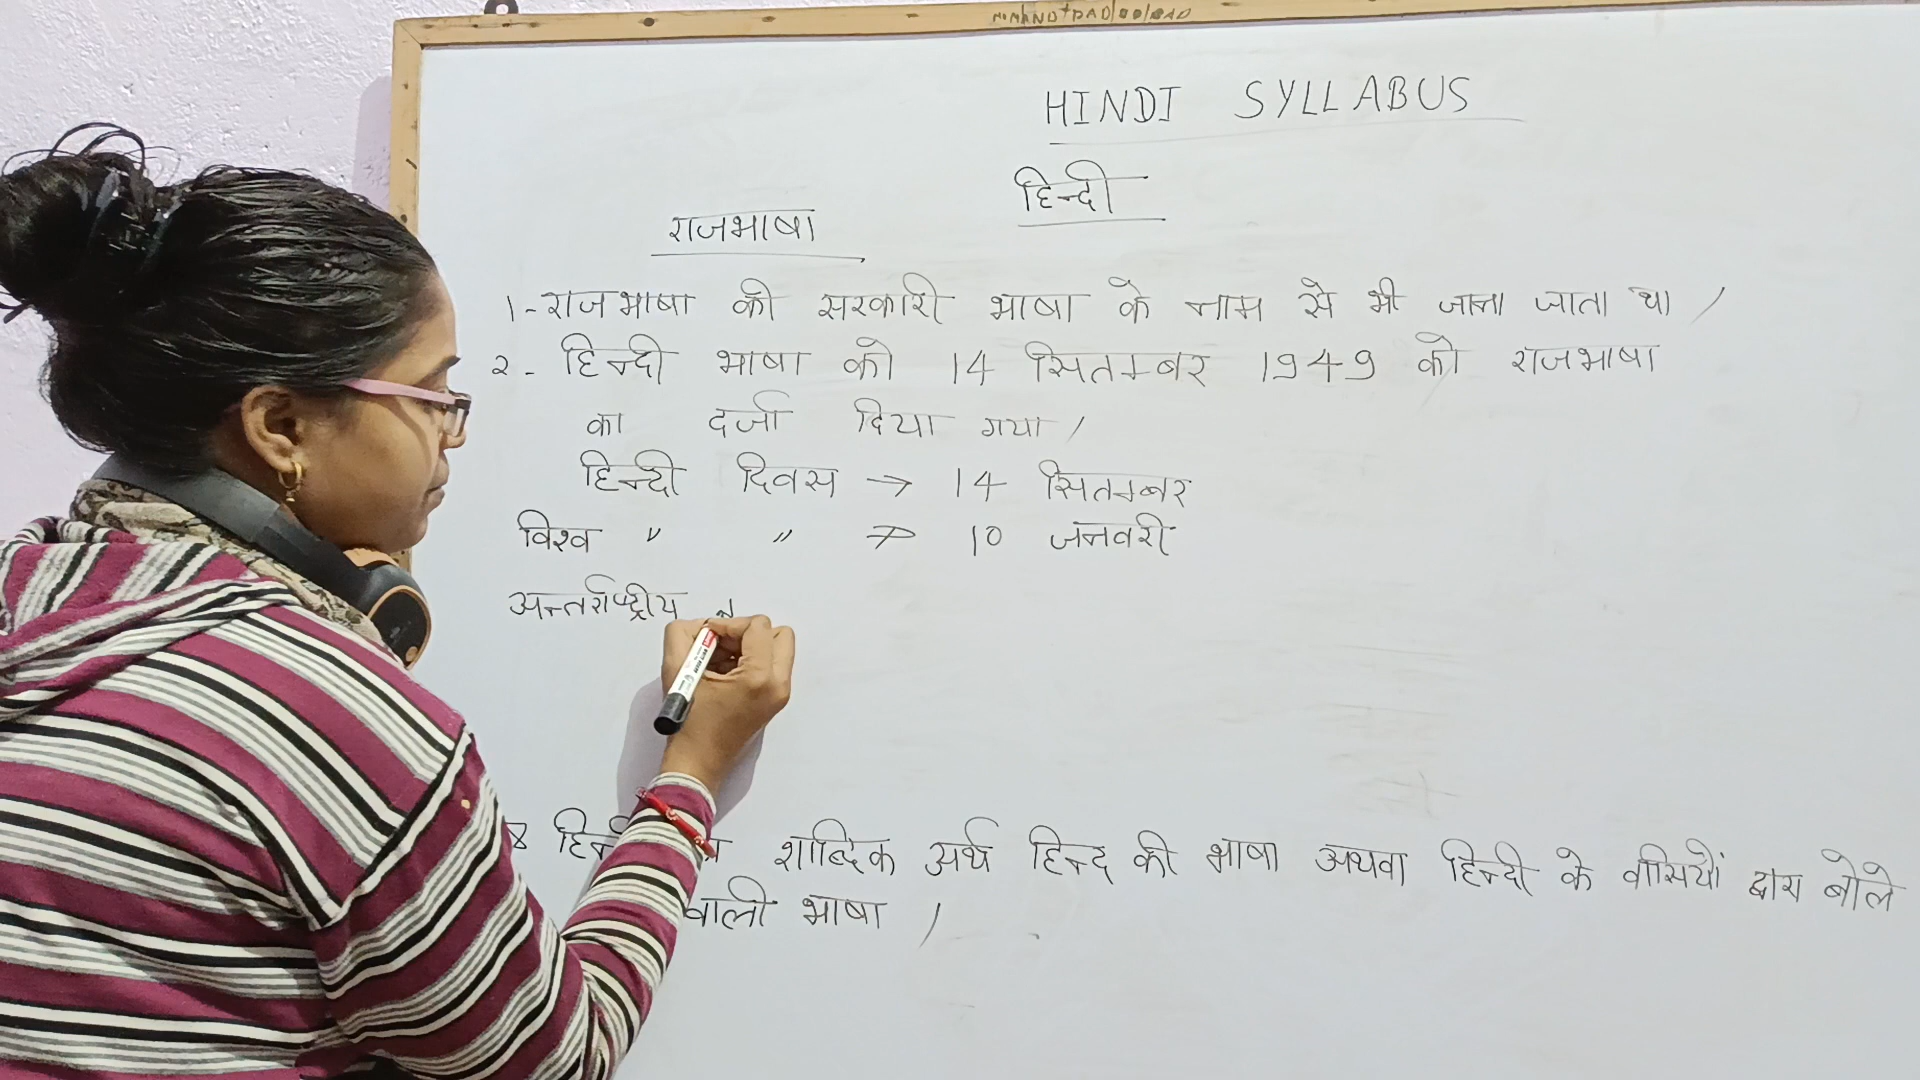 HINDI SYLLABUS
हिन्दी
राजभाषा
1- राजभाषा को सरकारी भाषा के नाम से भी जाना जाता था /
2 - हिन्दी भाषा को 14 सितम्बर 1949 को राजभाषा
का दर्जा दिया गया /
हिन्दी दिवस → 14 सितम्बर
विश्व " " → 10 जनवरी
अन्तर्राष्ट्रीय
शाब्दिक अर्थ हिन्द की भाषा अथवा हिन्दी के वासियों द्वारा बोले
वाली भाषा /